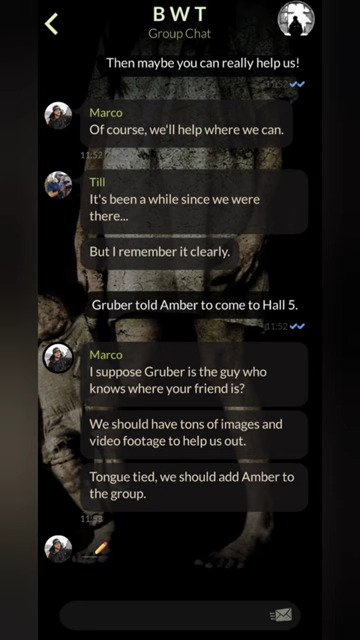 B W T
Group Chat
Then maybe you can really help us!
11:52
Marco
Of course, we'll help where we can.
11:52
Till
It's been a while since we were
there...
But I remember it clearly.
Gruber told Amber to come to Hall 5.
11:52
Marco
I suppose Gruber is the guy who
knows where your friend is?
We should have tons of images and
video footage to help us out.
Tongue tied, we should add Amber to
the group.
11:53